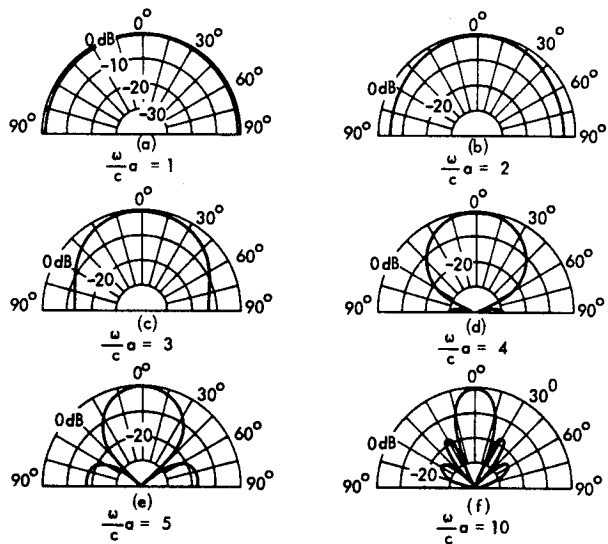 0° 0°
0 dB 30° 30°
-10 60° 0 dB 60°
-20 -20
90° -30 90° 90° 90°
(a) (b)
ω/c a = 1 ω/c a = 2
0° 0°
30° 30°
0 dB 60° 0 dB 60°
-20 -20
90° 90° 90° 90°
(c) (d)
ω/c a = 3 ω/c a = 4
0° 0°
30° 30⁰
0 dB 60° 0 dB 60°
-20 -20
90° 90° 90° 90°
(e) (f)
ω/c a = 5 ω/c a = 10